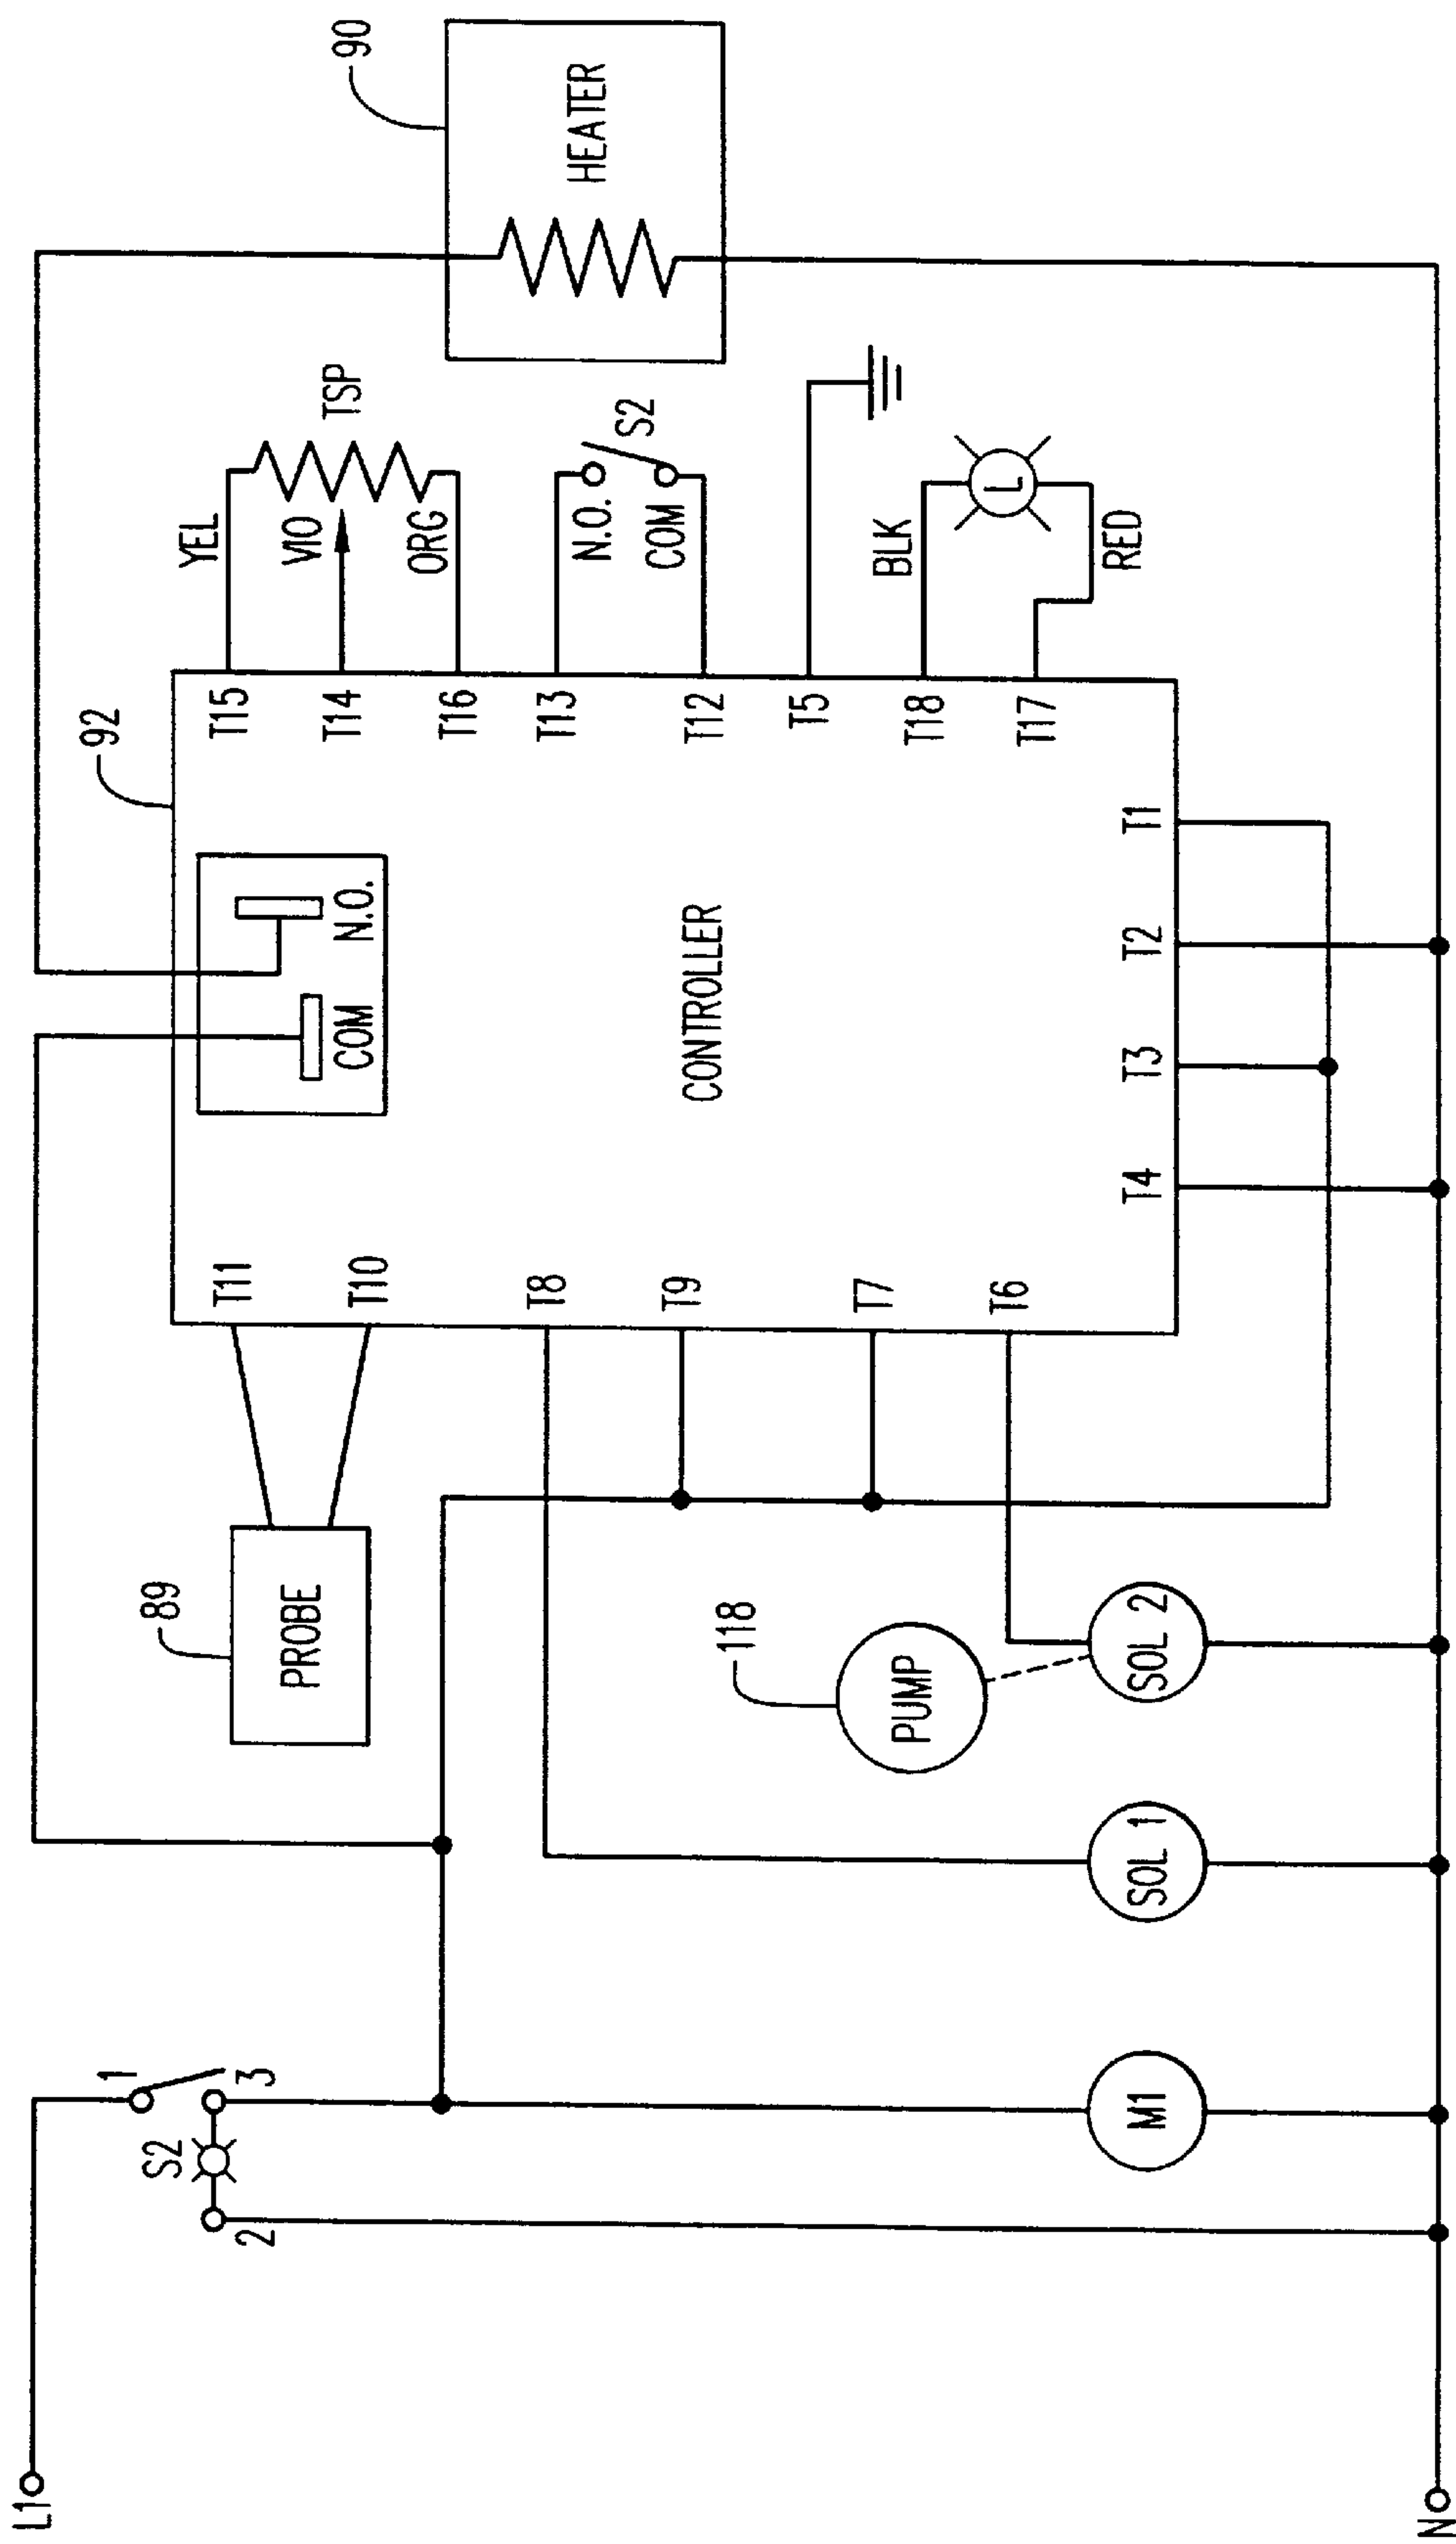 L1
N
S2
1
2
3
M1
SOL 1
SOL 2
PUMP
118
PROBE
89
T11
T10
T8
T9
T7
T6
92
COM
N.O.
CONTROLLER
T4
T3
T2
T1
T15
T14
T16
T13
T12
T5
T18
T17
YEL
VIO
ORG
TSP
N.O.
COM
S2
BLK
L
RED
HEATER
90